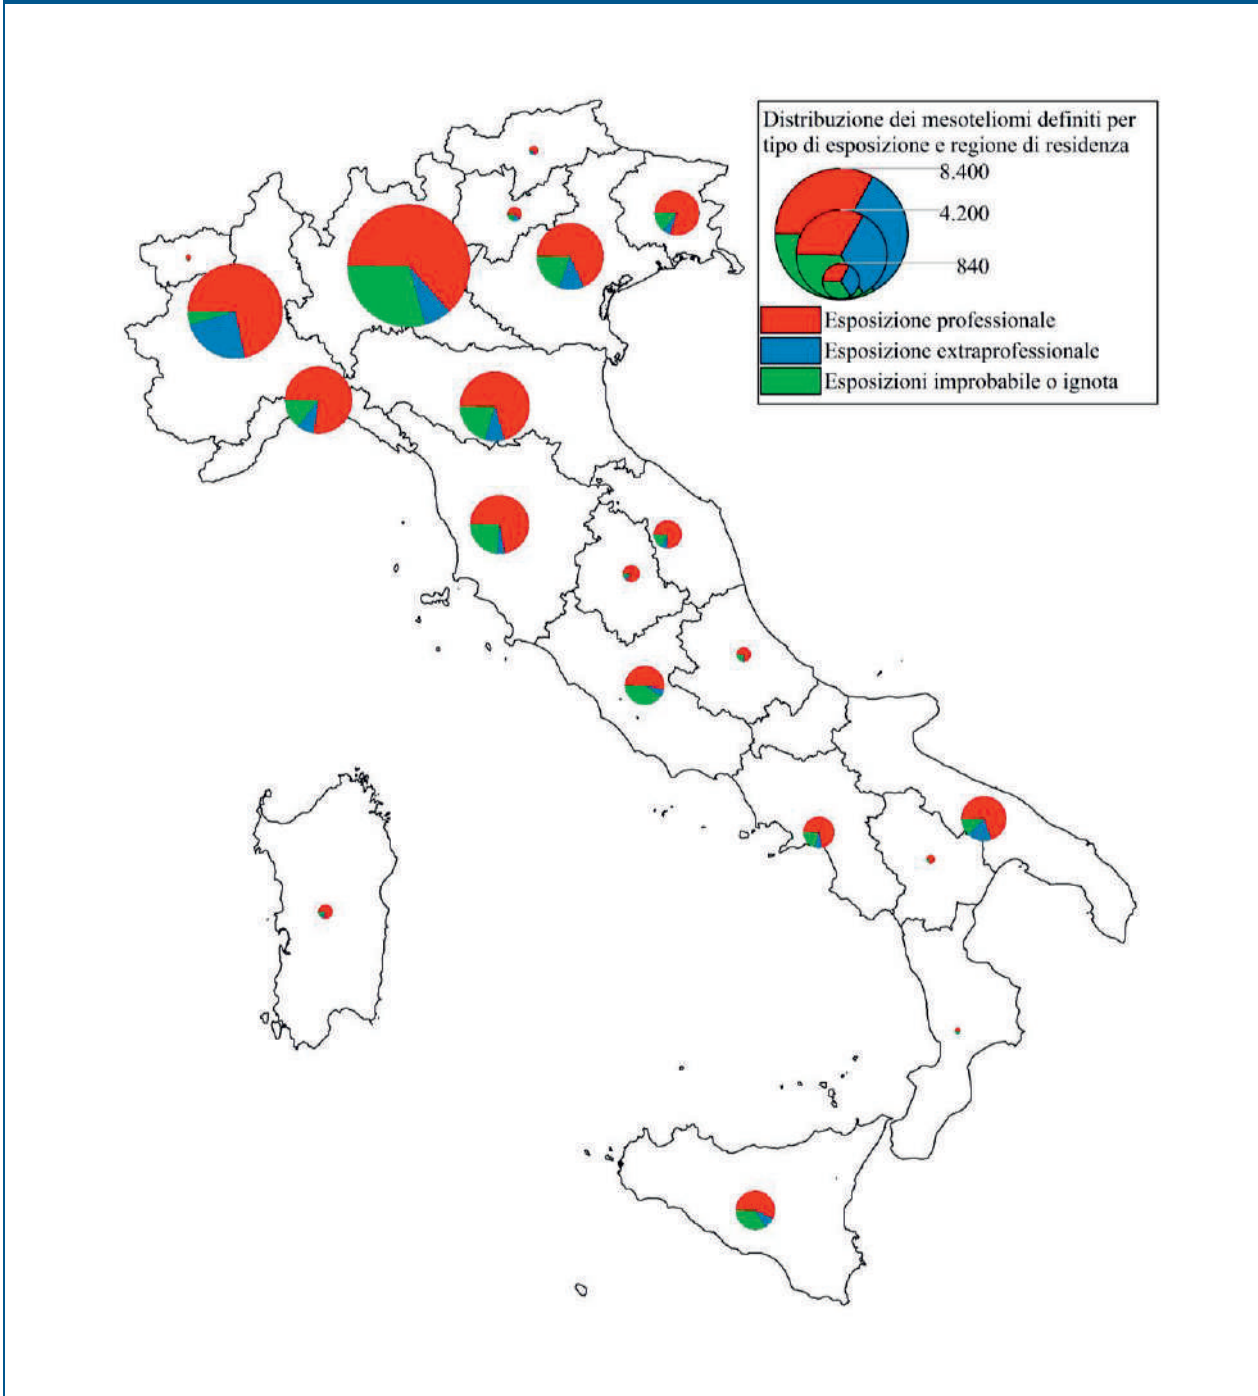 Distribuzione dei mesoteliomi definiti per
tipo di esposizione e regione di residenza
8.400
4.200
840
Esposizione professionale
Esposizione extraprofessionale
Esposizioni improbabile o ignota